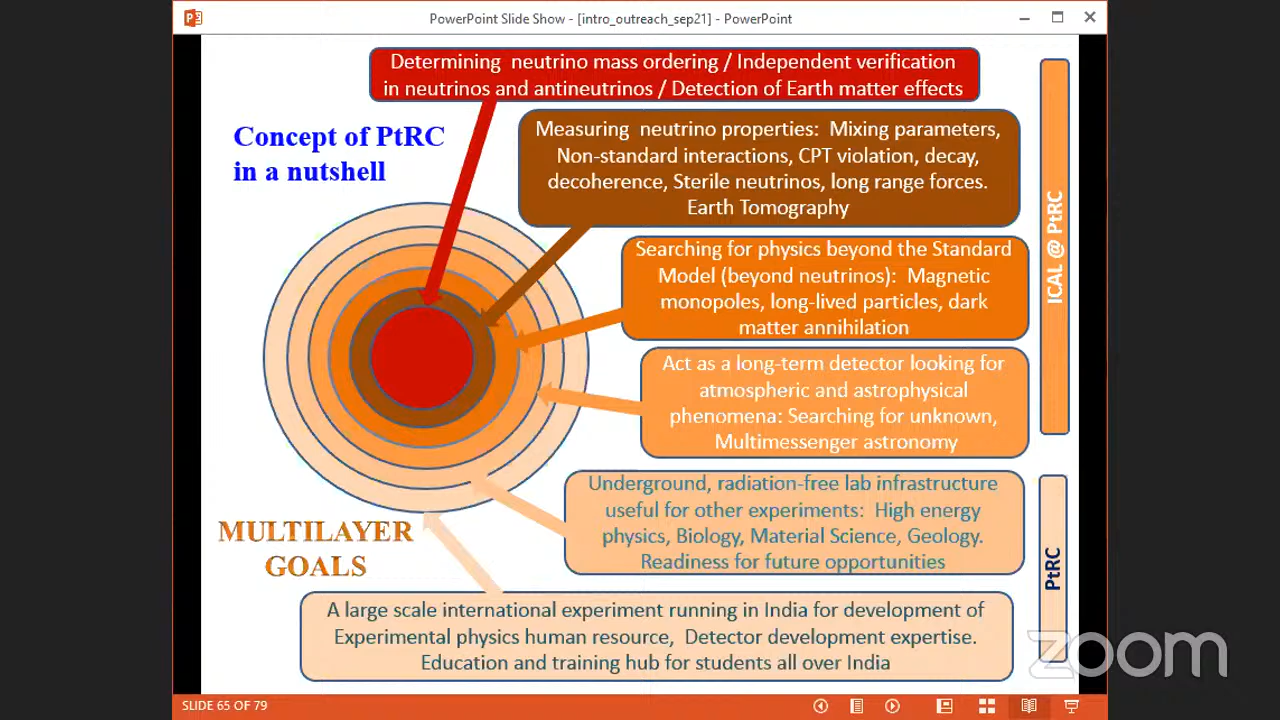 PowerPoint Slide Show - [intro_outreach_sep21] - PowerPoint
Determining neutrino mass ordering / Independent verification
in neutrinos and antineutrinos / Detection of Earth matter effects
Concept of PtRC
in a nutshell
Measuring neutrino properties: Mixing parameters,
Non-standard interactions, CPT violation, decay,
decoherence, Sterile neutrinos, long range forces.
Earth Tomography
Searching for physics beyond the Standard
Model (beyond neutrinos): Magnetic
monopoles, long-lived particles, dark
matter annihilation
ICAL @ PtRC
Act as a long-term detector looking for
atmospheric and astrophysical
phenomena: Searching for unknown,
Multimessenger astronomy
Underground, radiation-free lab infrastructure
useful for other experiments: High energy
physics, Biology, Material Science, Geology.
Readiness for future opportunities
MULTILAYER
GOALS
PtRC
A large scale international experiment running in India for development of
Experimental physics human resource, Detector development expertise.
Education and training hub for students all over India
zoom
SLIDE 65 OF 79